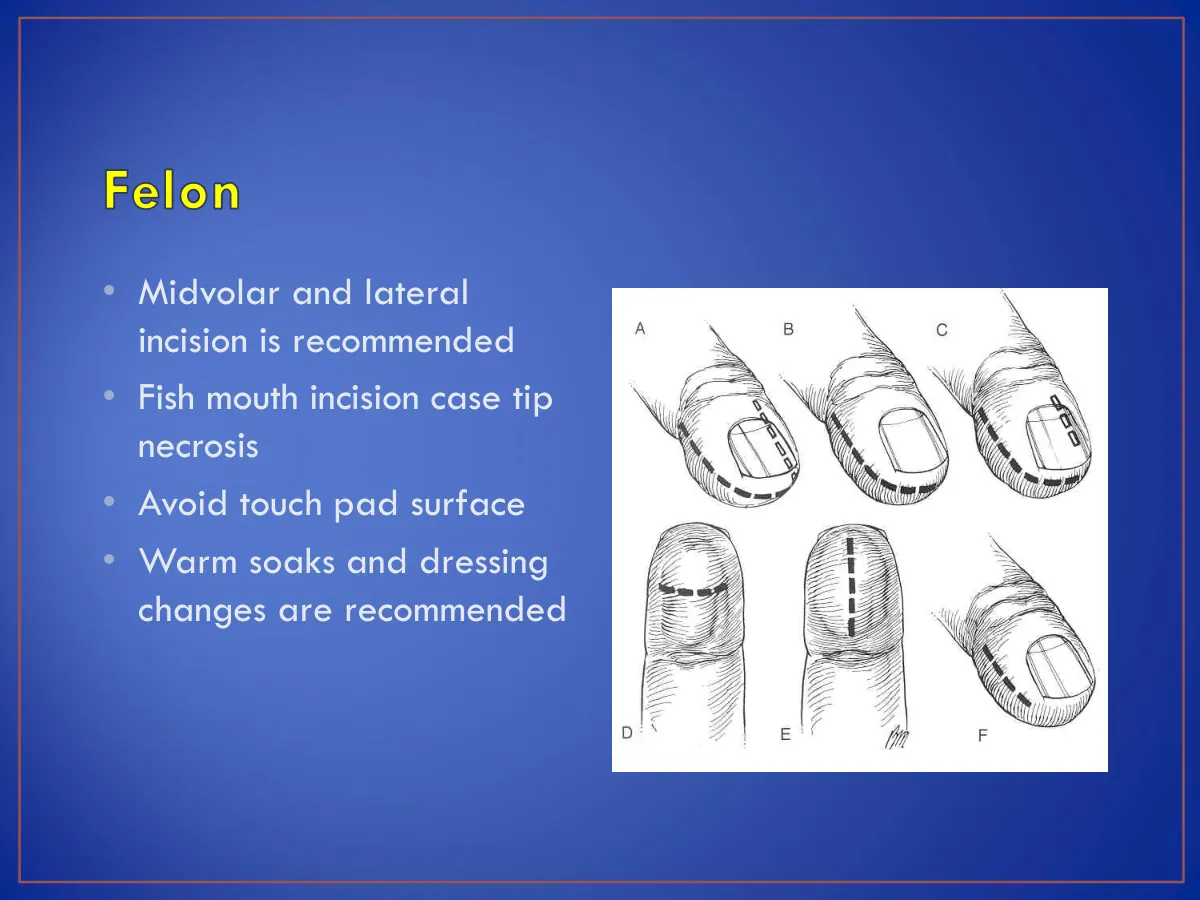 Felon
• Midvolar and lateral
incision is recommended
• Fish mouth incision case tip
necrosis
• Avoid touch pad surface
• Warm soaks and dressing
changes are recommended
A B C
D E F